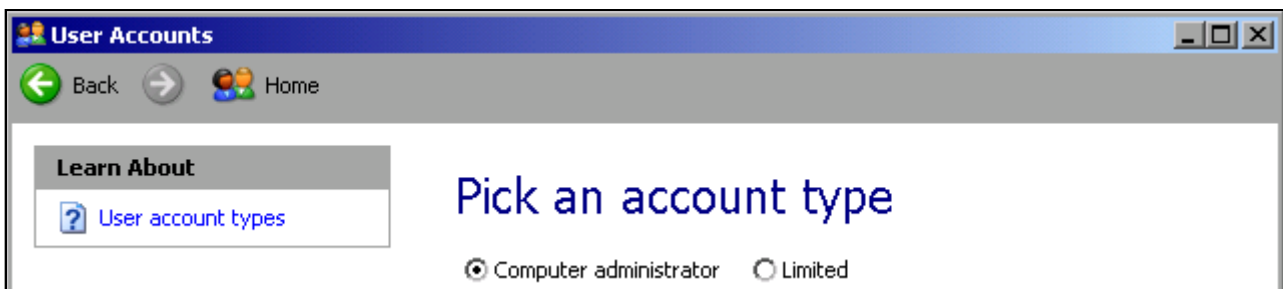 User Accounts
Back Home
Learn About
User account types
Pick an account type
Computer administrator Limited